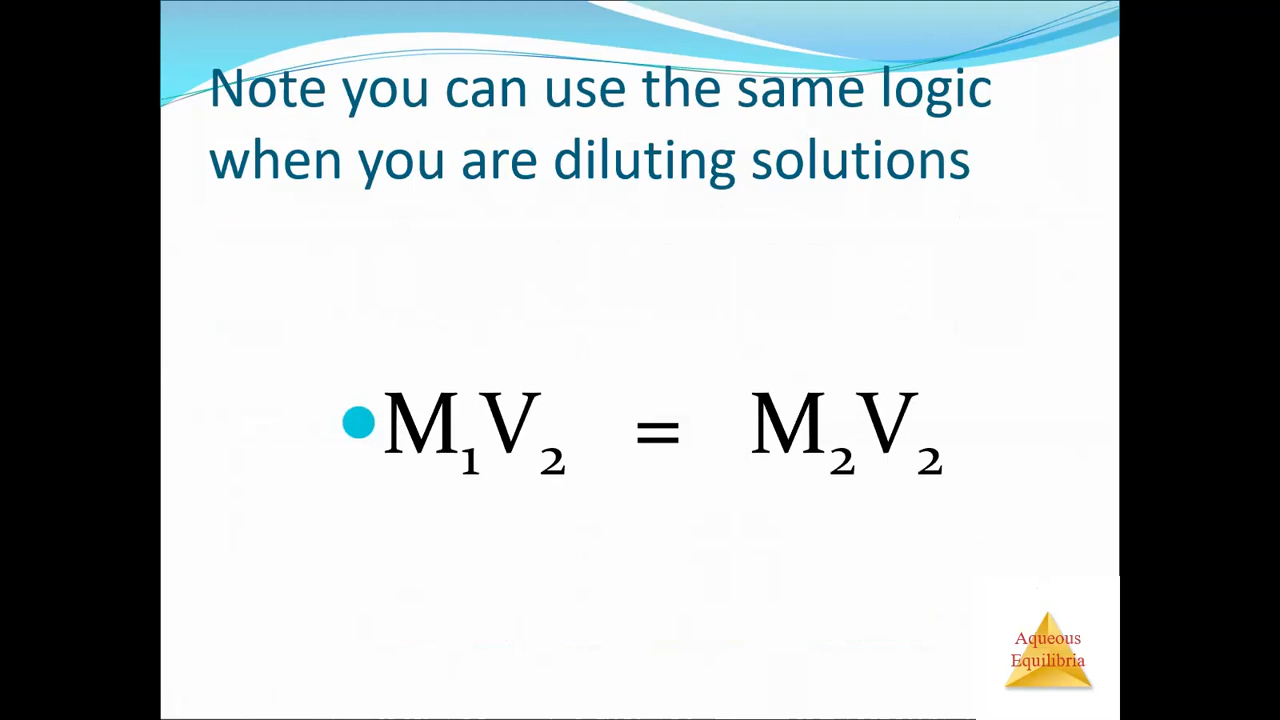 Note you can use the same logic
when you are diluting solutions
•M₁V₂ = M₂V₂
Aqueous
Equilibria